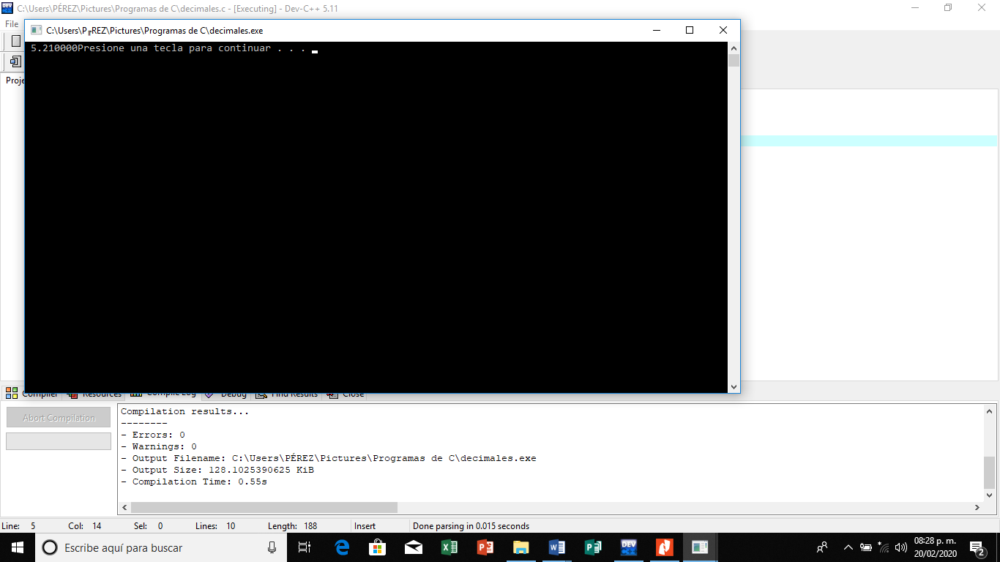 C:\Users\PÉREZ\Pictures\Programas de C\decimales.c - [Executing] - Dev-C++ 5.11
File
C:\Users\PÉREZ\Pictures\Programas de C\decimales.exe
5.210000Presione una tecla para continuar . . .
Proje
Compiler Resources Compile Log Debug Find Results Close
Abort Compilation
Compilation results...
--------
- Errors: 0
- Warnings: 0
- Output Filename: C:\Users\PÉREZ\Pictures\Programas de C\decimales.exe
- Output Size: 128.1025390625 KiB
- Compilation Time: 0.55s
Line: 5 Col: 14 Sel: 0 Lines: 10 Length: 188 Insert Done parsing in 0.015 seconds
Escribe aquí para buscar
DEV
08:28 p. m.
20/02/2020
2